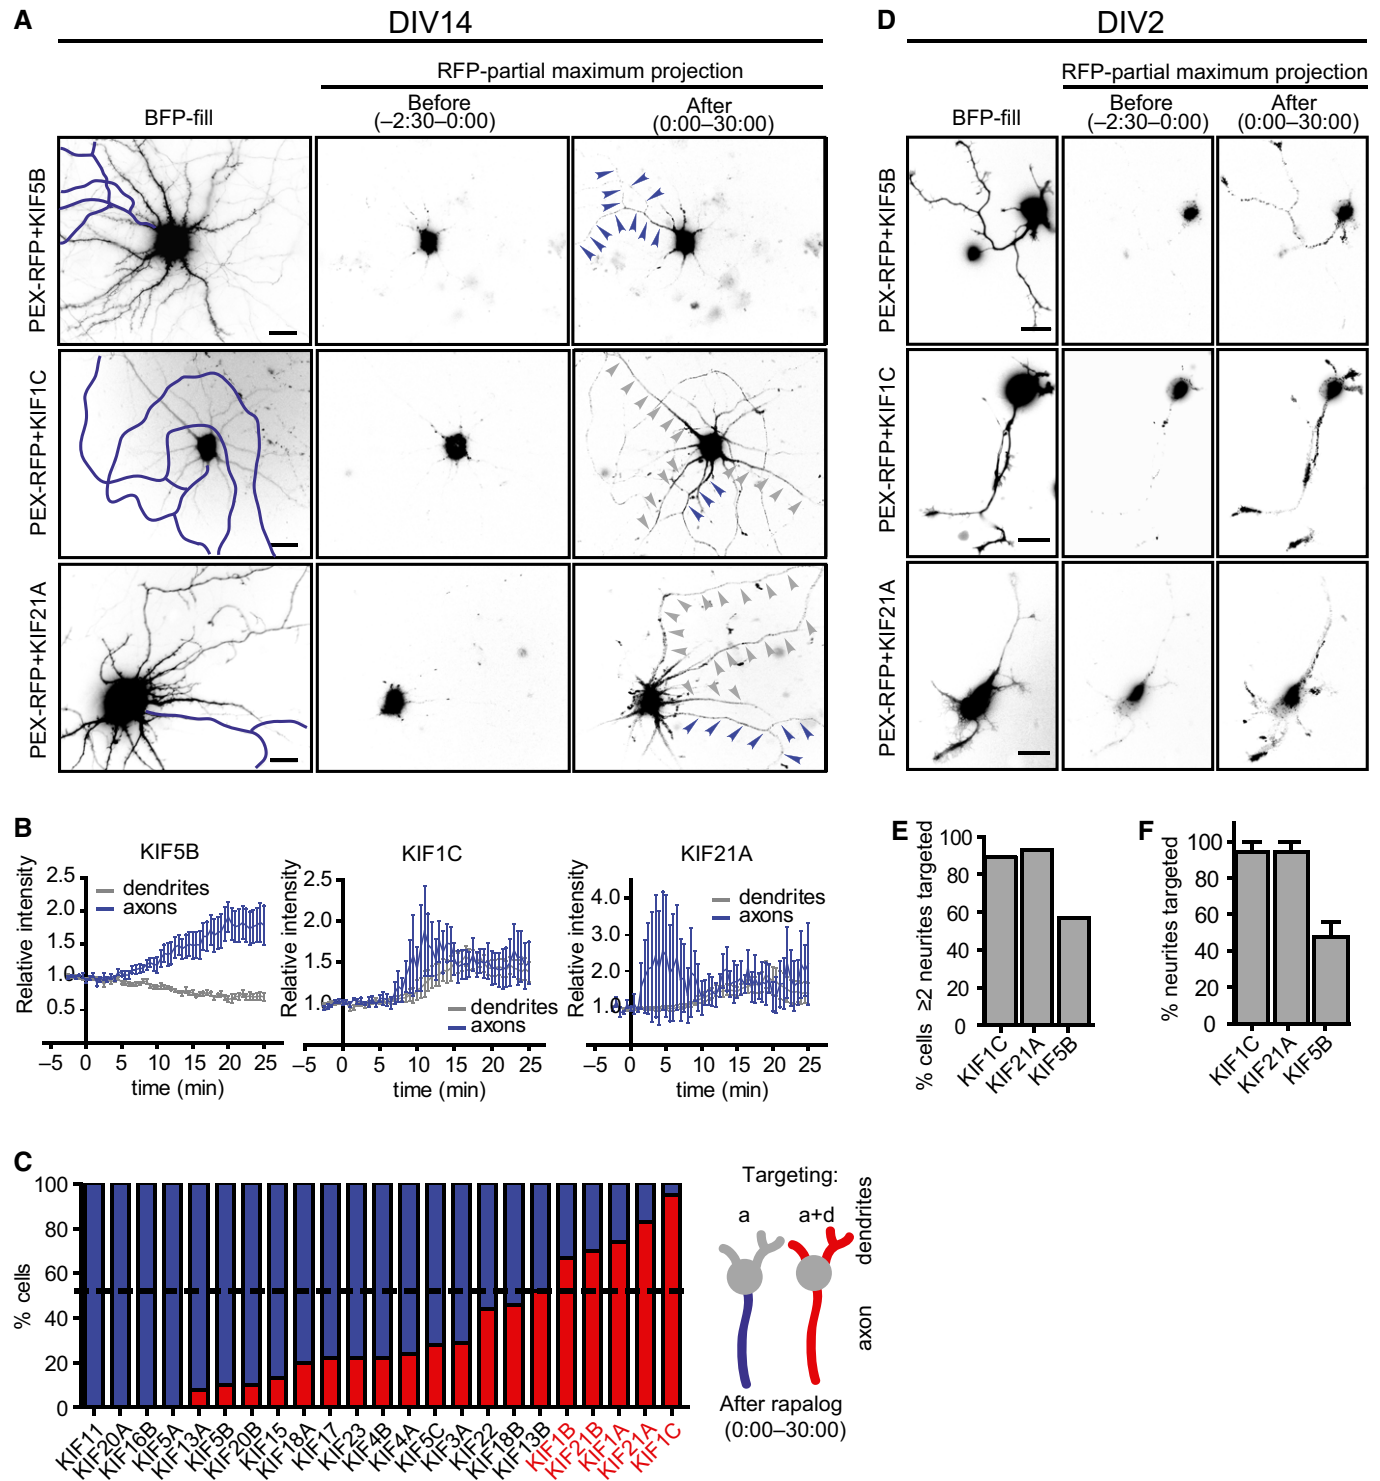 A
DIV14
RFP-partial maximum projection
BFP-fill
Before
(–2:30–0:00)
After
(0:00–30:00)
PEX-RFP+KIF5B
PEX-RFP+KIF1C
PEX-RFP+KIF21A
D
DIV2
RFP-partial maximum projection
BFP-fill
Before
(–2:30–0:00)
After
(0:00–30:00)
PEX-RFP+KIF5B
PEX-RFP+KIF1C
PEX-RFP+KIF21A
B
KIF5B
Relative intensity
2.5
2.0
1.5
1.0
0.5
dendrites
axons
–5 0 5 10 15 20 25
time (min)
KIF1C
Relative intensity
2.5
2.0
1.5
1.0
dendrites
axons
–5 0 5 10 15 20 25
time (min)
KIF21A
Relative intensity
4.0
3.0
2.0
1.0
dendrites
axons
–5 0 5 10 15 20 25
time (min)
E
% cells ≥2 neurites targeted
100
80
60
40
20
0
KIF1C
KIF21A
KIF5B
F
% neurites targeted
100
80
60
40
20
0
KIF1C
KIF21A
KIF5B
C
% cells
100
80
60
40
20
0
KIF11
KIF20A
KIF16B
KIF5A
KIF13A
KIF5B
KIF20B
KIF15
KIF18A
KIF17
KIF23
KIF4B
KIF4A
KIF5C
KIF3A
KIF22
KIF18B
KIF13B
KIF1B
KIF21B
KIF1A
KIF21A
KIF1C
Targeting:
a
a+d
dendrites
axon
After rapalog
(0:00–30:00)